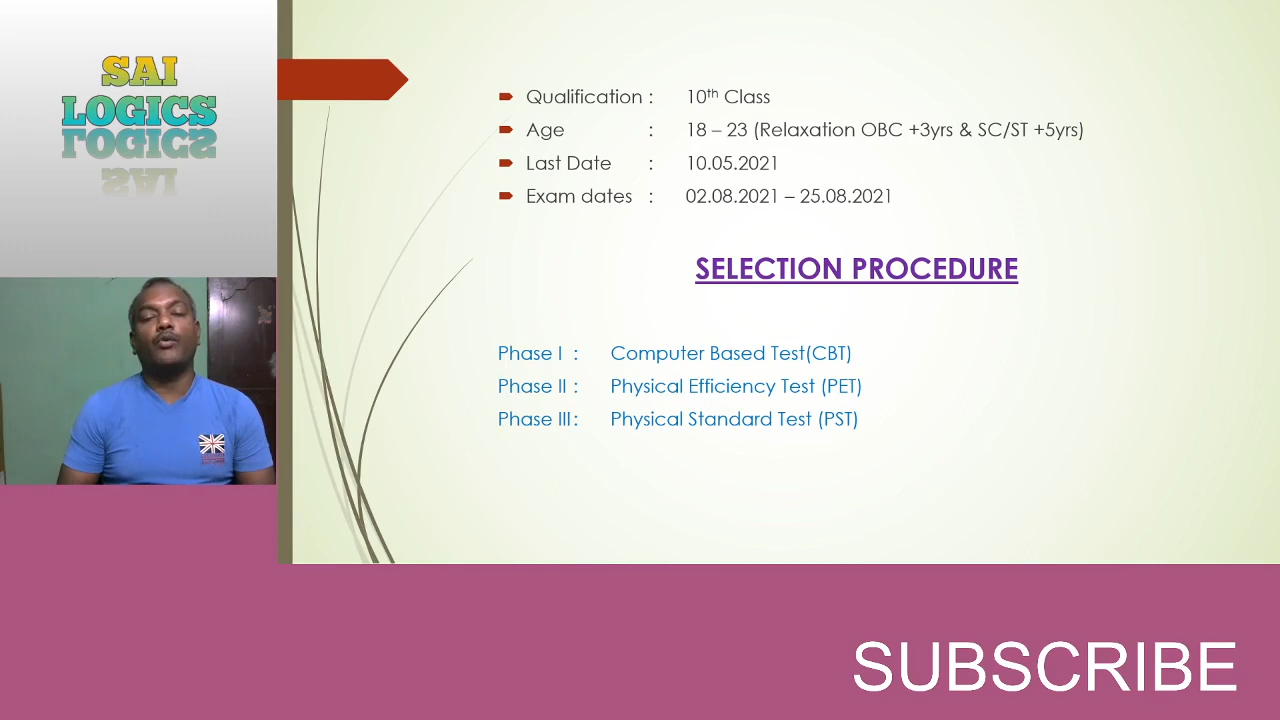 SAI
LOGICS
Qualification : 10th Class
Age : 18 – 23 (Relaxation OBC +3yrs & SC/ST +5yrs)
Last Date : 10.05.2021
Exam dates : 02.08.2021 – 25.08.2021
SELECTION PROCEDURE
Phase I : Computer Based Test(CBT)
Phase II : Physical Efficiency Test (PET)
Phase III : Physical Standard Test (PST)
SUBSCRIBE